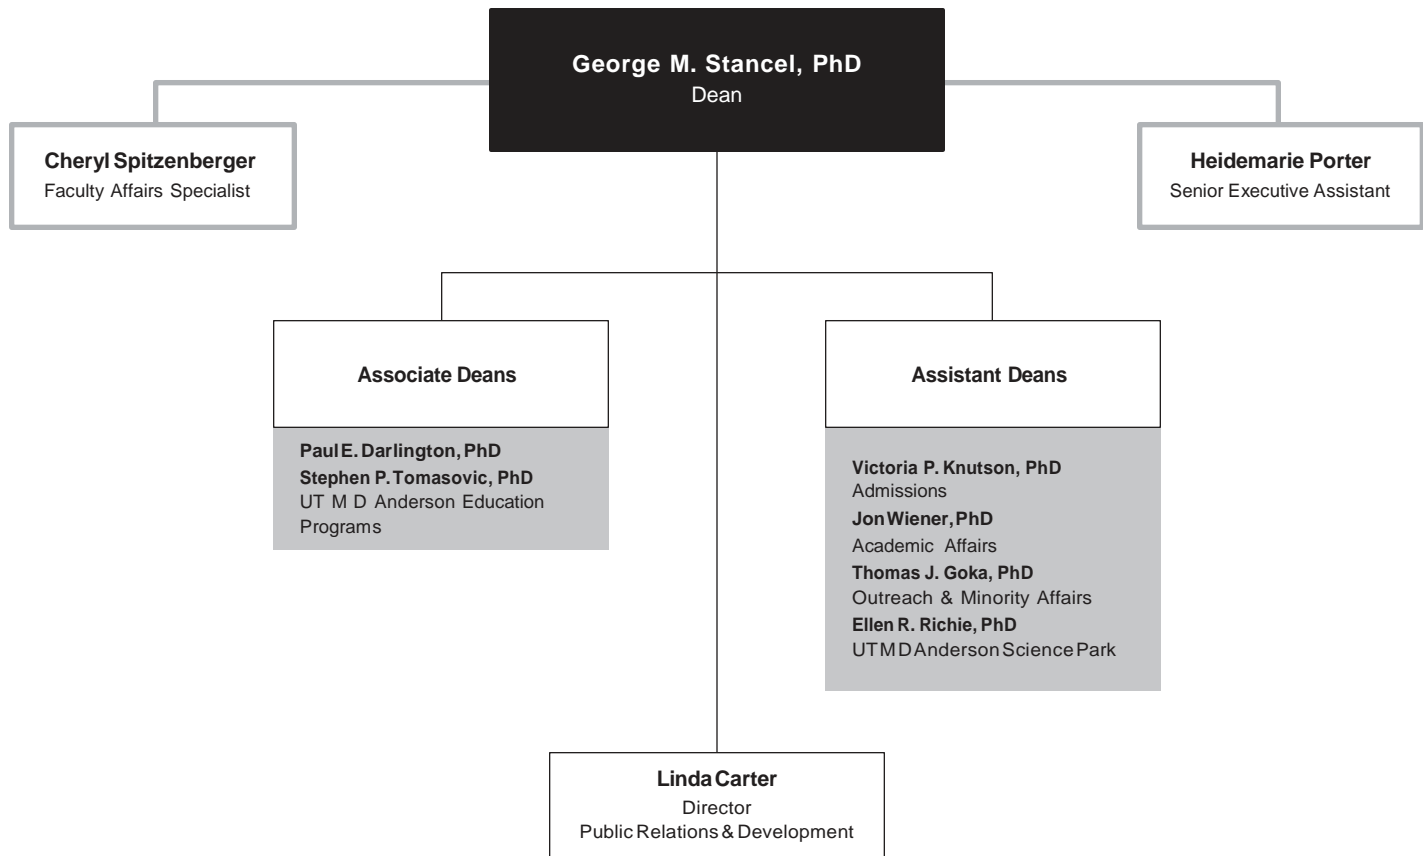 George M. Stancel, PhD
Dean
Cheryl Spitzenberger
Faculty Affairs Specialist
Heidemarie Porter
Senior Executive Assistant
Associate Deans
Paul E. Darlington, PhD
Stephen P. Tomasovic, PhD
UT M D Anderson Education
Programs
Assistant Deans
Victoria P. Knutson, PhD
Admissions
Jon Wiener, PhD
Academic Affairs
Thomas J. Goka, PhD
Outreach & Minority Affairs
Ellen R. Richie, PhD
UT M D Anderson Science Park
Linda Carter
Director
Public Relations & Development